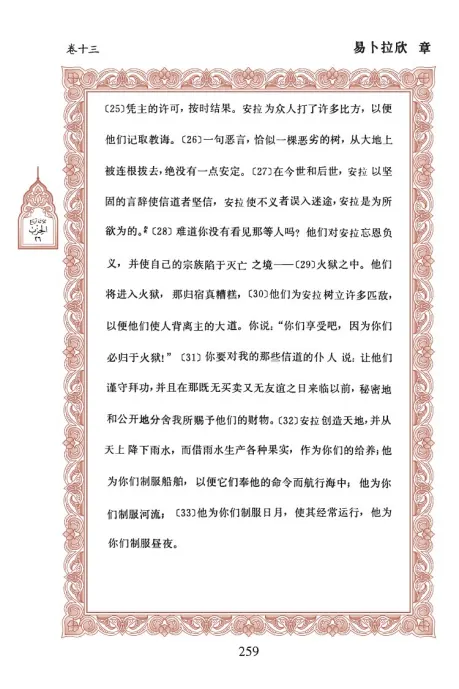 卷十三
易卜拉欣 章
〔25〕凭主的许可，按时结果。安拉为众人打了许多比方，以便
他们记取教诲。〔26〕一句恶言，恰似一棵恶劣的树，从大地上
被连根拔去，绝没有一点安定。〔27〕在今世和后世，安拉 以坚
固的言辞使信道者坚信，安拉使不义者误入迷途，安拉是为所
欲为的。〔28〕难道你没有看见那等人吗？他们对安拉忘恩负
义，并使自己的宗族陷于灭亡之境——〔29〕火狱之中。他们
将进入火狱，那归宿真糟糕，〔30〕他们为安拉树立许多匹敌，
以便他们使人背离主的大道。你说：“你们享受吧，因为你们
必归于火狱！”〔31〕你要对我的那些信道的仆人说：让他们
谨守拜功，并且在那既无买卖又无友谊之日来临以前，秘密地
和公开地分舍我所赐予他们的财物。〔32〕安拉创造天地，并从
天上降下雨水，而借雨水生产各种果实，作为你们的给养；他
为你们制服船舶，以便它们奉他的命令而航行海中；他为你
们制服河流；〔33〕他为你们制服日月，使其经常运行，他为
你们制服昼夜。
الحزب
٢٦
259